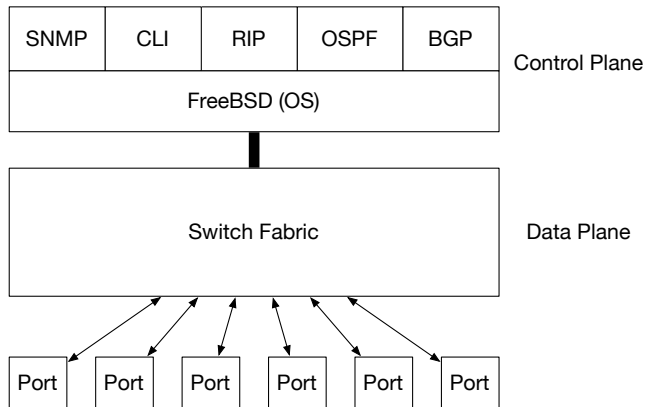 SNMP CLI RIP OSPF BGP
Control Plane
FreeBSD (OS)
Switch Fabric
Data Plane
Port Port Port Port Port Port